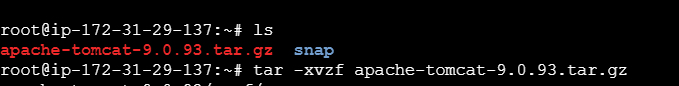 root@ip-172-31-29-137:~# ls
apache-tomcat-9.0.93.tar.gz  snap
root@ip-172-31-29-137:~# tar -xvzf apache-tomcat-9.0.93.tar.gz